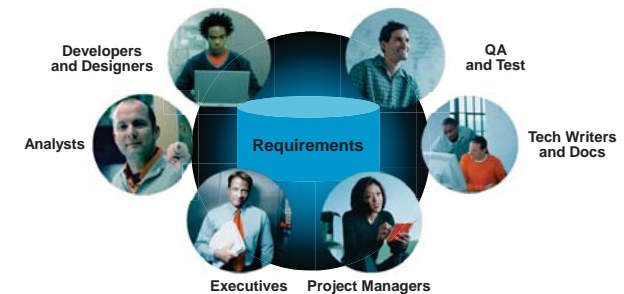 Developers
and Designers
QA
and Test
Analysts
Requirements
Tech Writers
and Docs
Executives
Project Managers